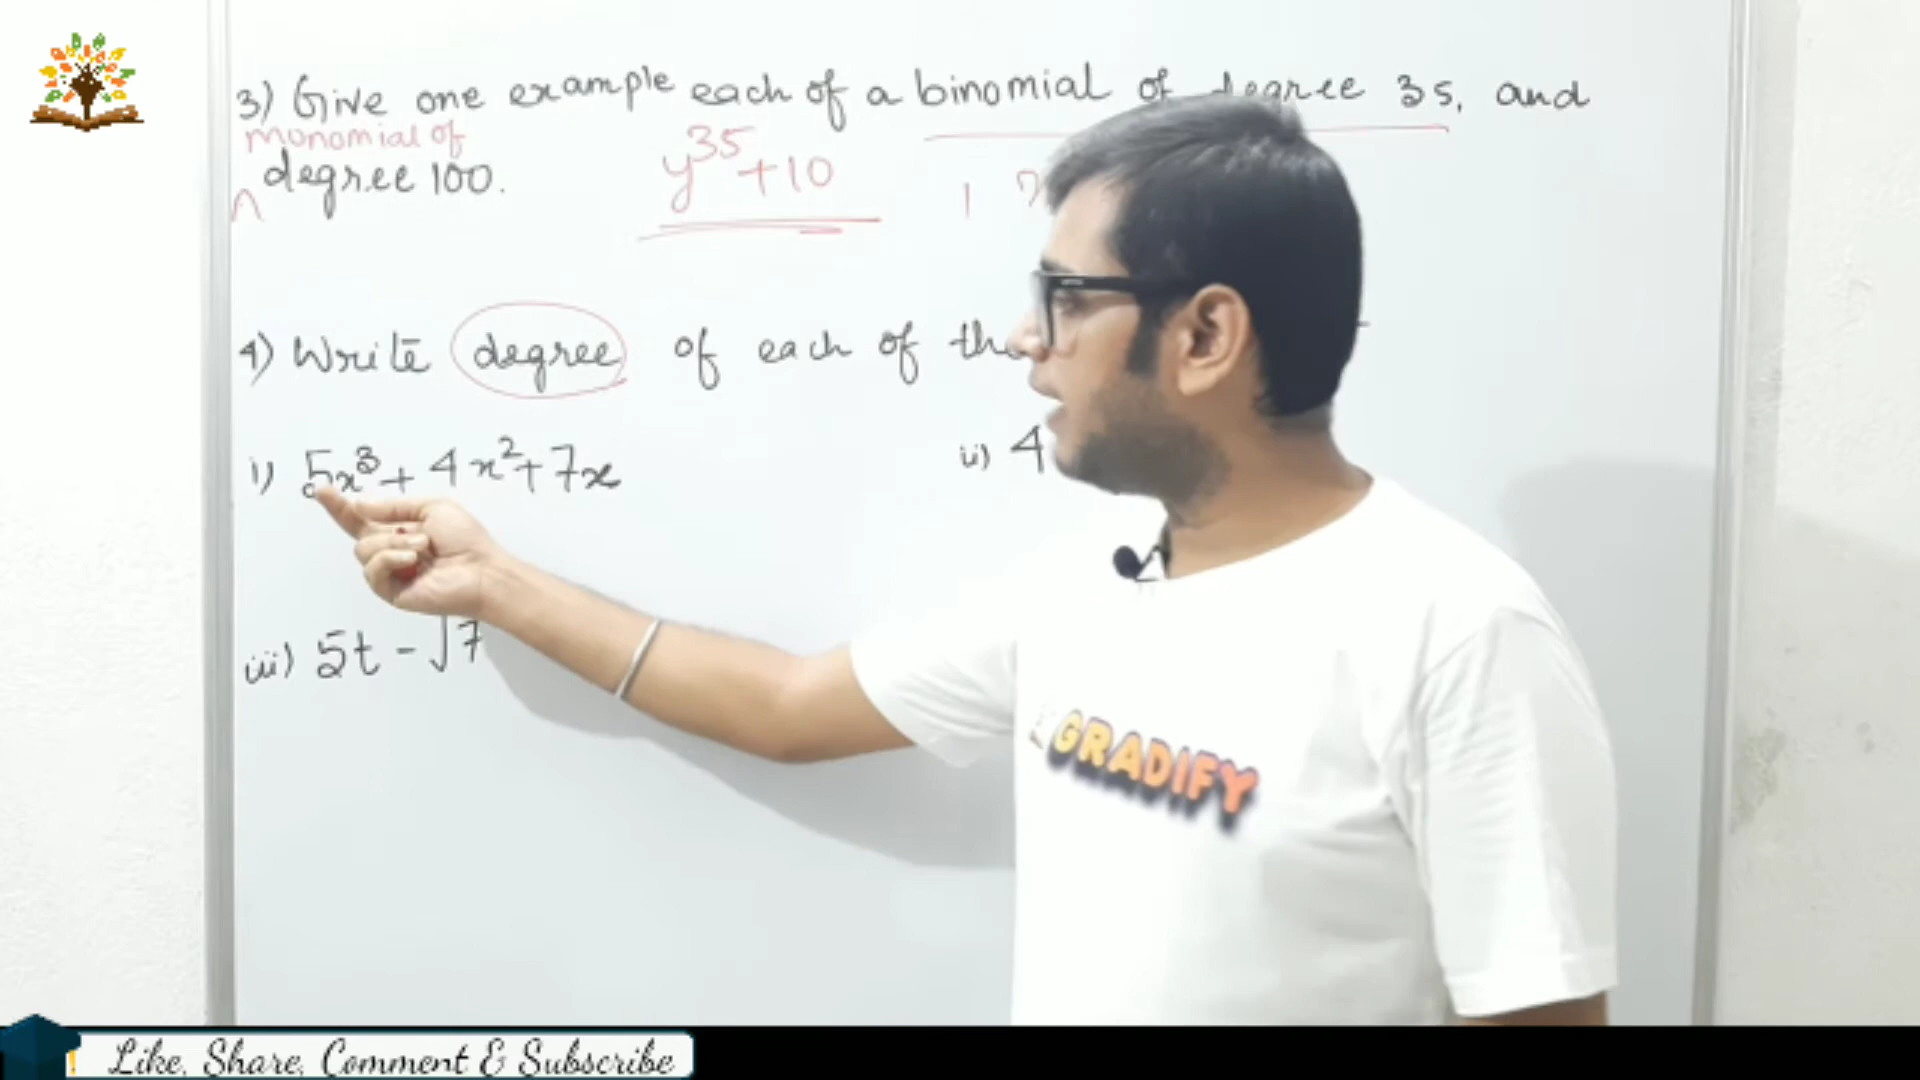 3) Give one example each of a binomial of degree 35, and
monomial of
degree 100.
y³⁵+10
1
4) Write degree of each of the
i) 5x³ + 4x² + 7x
ii) 4
iii) 5t - √7
GRADIFY
Like, Share, Comment & Subscribe